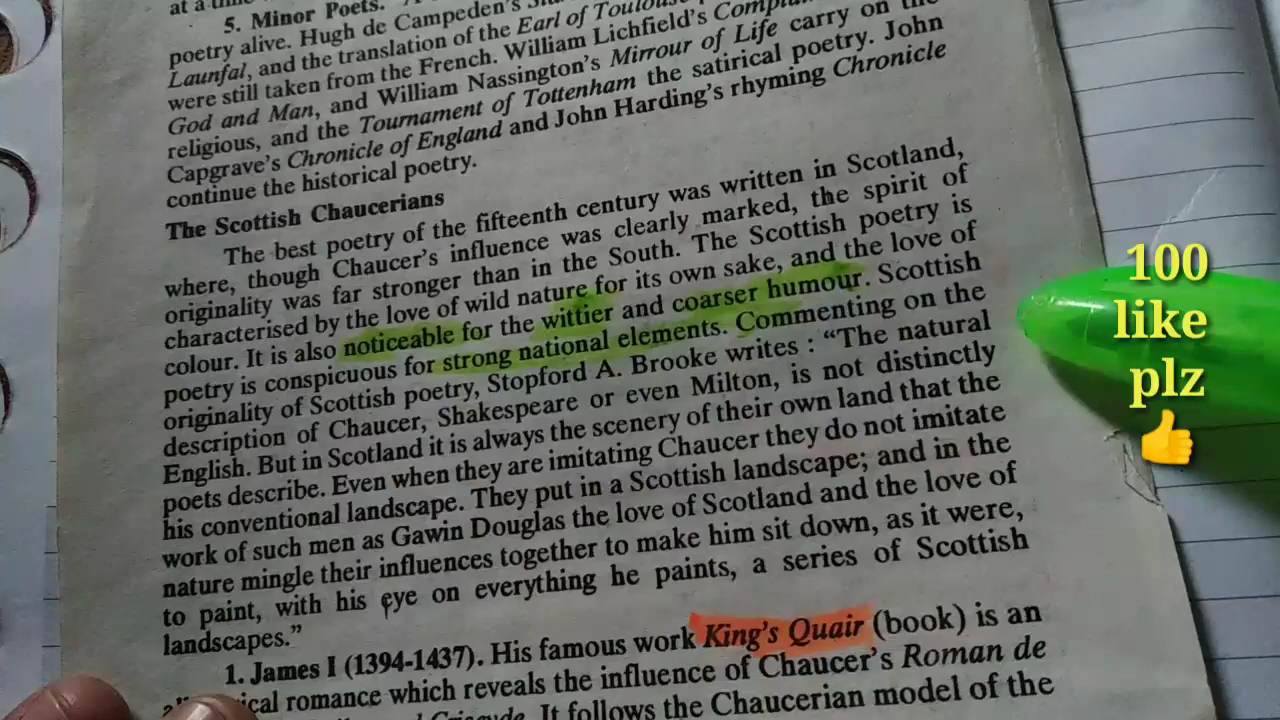 at a time
5. Minor Poets.
poetry alive. Hugh de Campeden's
Launfal, and the translation of the Earl of Toulouse
were still taken from the French. William Lichfield's
God and Man, and William Nassington's Mirrour of Life carry on the
religious, and the Tournament of Tottenham the satirical poetry. John
Capgrave's Chronicle of England and John Harding's rhyming Chronicle
continue the historical poetry.
The Scottish Chaucerians
The best poetry of the fifteenth century was written in Scotland,
where, though Chaucer's influence was clearly marked, the spirit of
originality was far stronger than in the South. The Scottish poetry is
characterised by the love of wild nature for its own sake, and the love of
colour. It is also noticeable for the wittier and coarser humour. Scottish
poetry is conspicuous for strong national elements. Commenting on the
originality of Scottish poetry, Stopford A. Brooke writes : “The natural
description of Chaucer, Shakespeare or even Milton, is not distinctly
English. But in Scotland it is always the scenery of their own land that the
poets describe. Even when they are imitating Chaucer they do not imitate
his conventional landscape. They put in a Scottish landscape; and in the
work of such men as Gawin Douglas the love of Scotland and the love of
nature mingle their influences together to make him sit down, as it were,
to paint, with his eye on everything he paints, a series of Scottish
landscapes.”
1. James I (1394-1437). His famous work King's Quair (book) is an
romance which reveals the influence of Chaucer's Roman de
It follows the Chaucerian model of the
100
like
plz